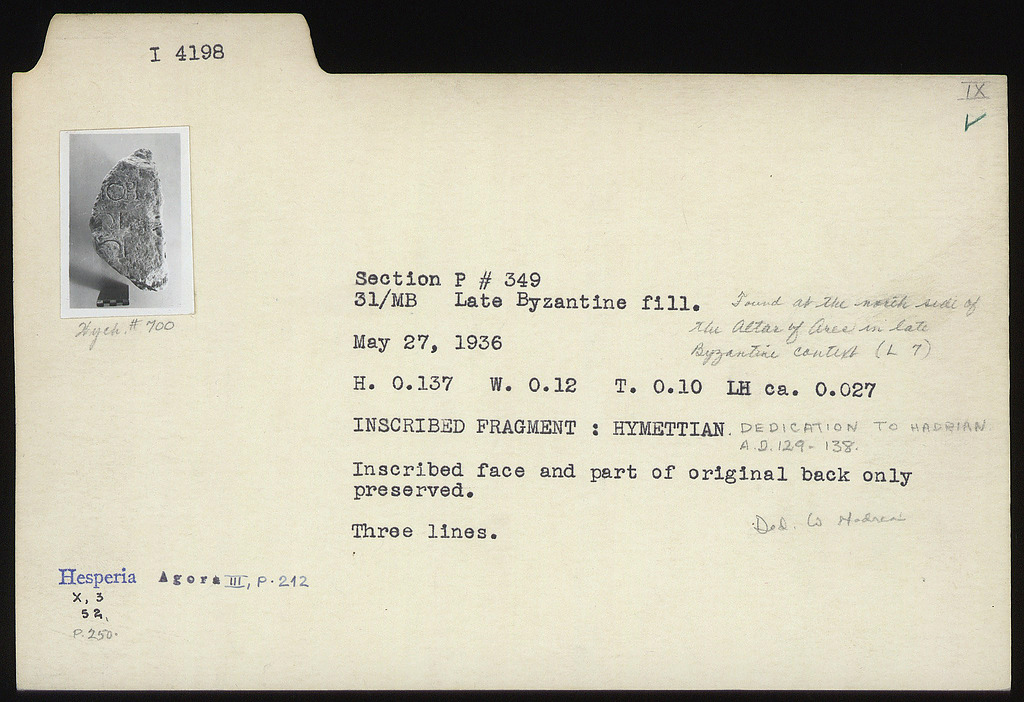 I 4198
IX
Wych. # 700
Section P # 349
31/MB Late Byzantine fill. Found at the north side of
the Altar of Ares in late
Byzantine context (L 7)
May 27, 1936
H. 0.137 W. 0.12 T. 0.10 LH ca. 0.027
INSCRIBED FRAGMENT : HYMETTIAN. DEDICATION TO HADRIAN
A.D. 129-138.
Inscribed face and part of original back only
preserved.
Ded. to Hadrian
Three lines.
Hesperia Agora III, P. 212
X, 3
52,
P. 250.